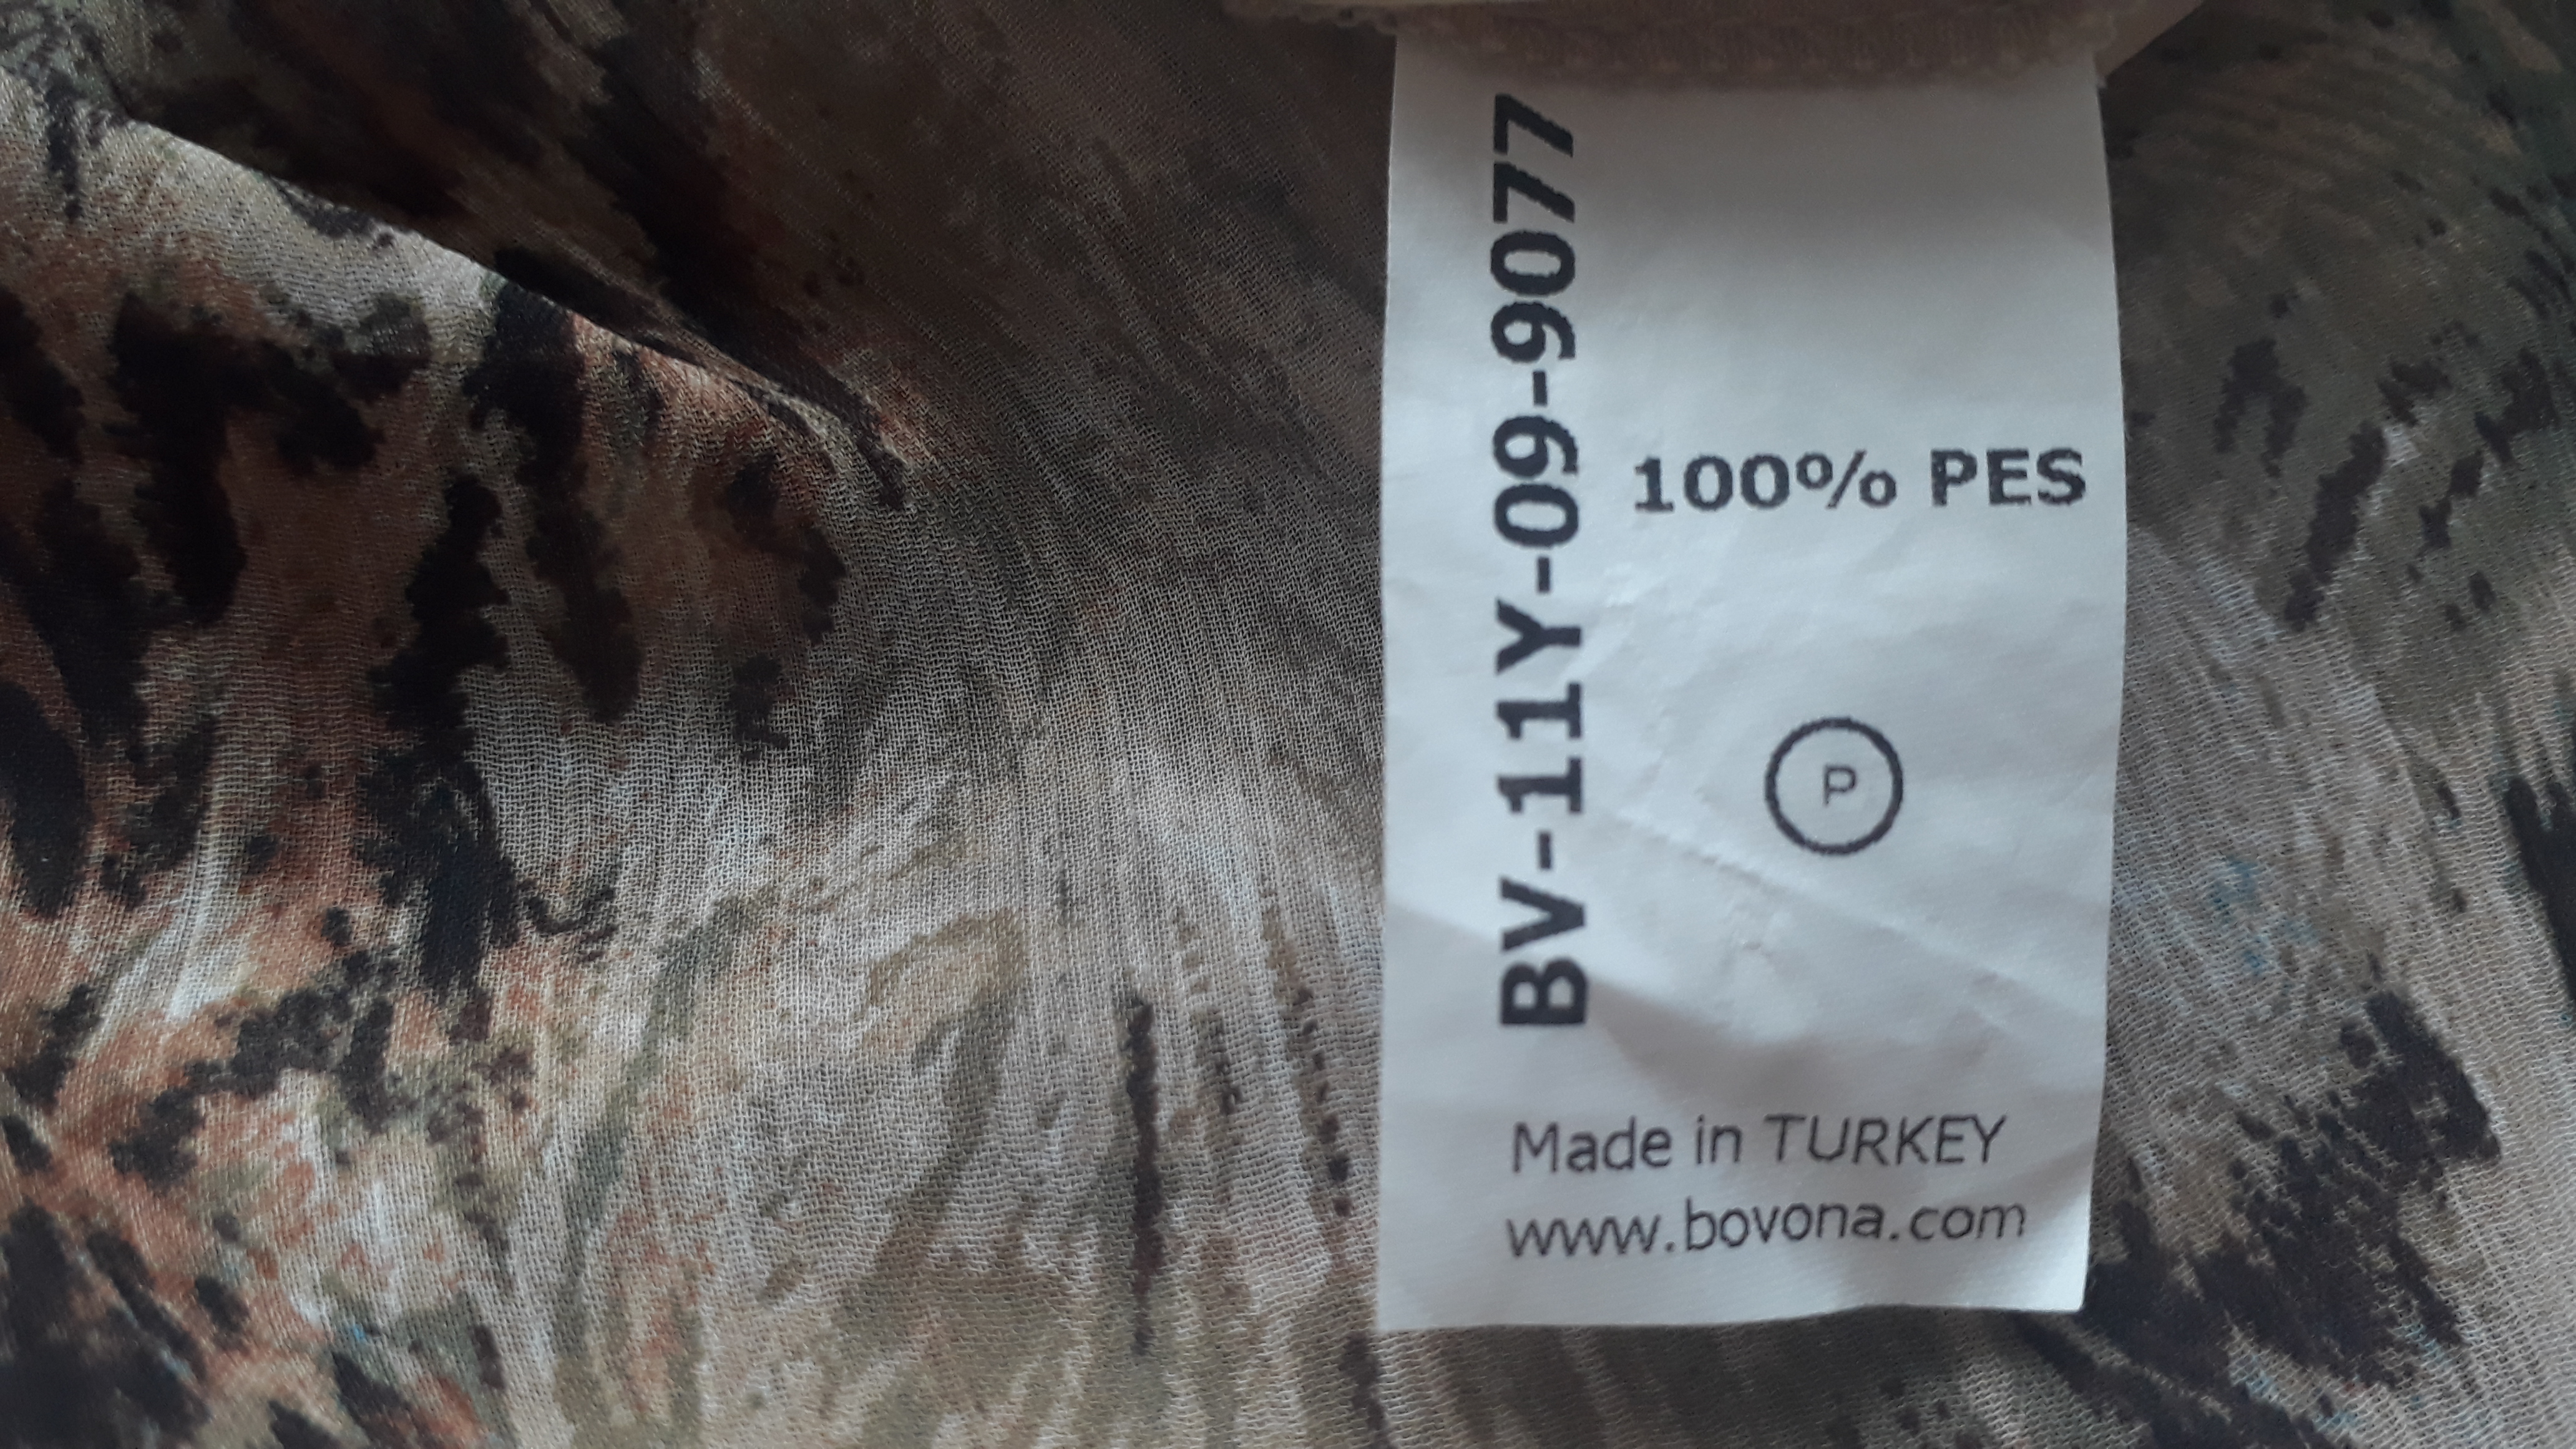 BV-11Y-09-9077
100% PES
P
Made in TURKEY
www.bovona.com